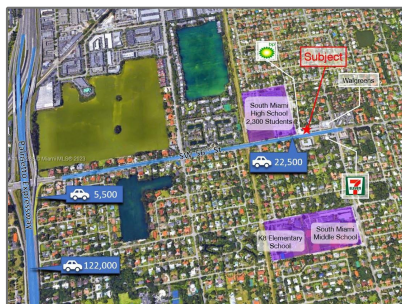 bp
Subject
Walgreens
South Miami
High School
2,300 Students
22,500
7
ELEVEN
5,500
South Miami
Middle School
Kit Elementary
School
122,000